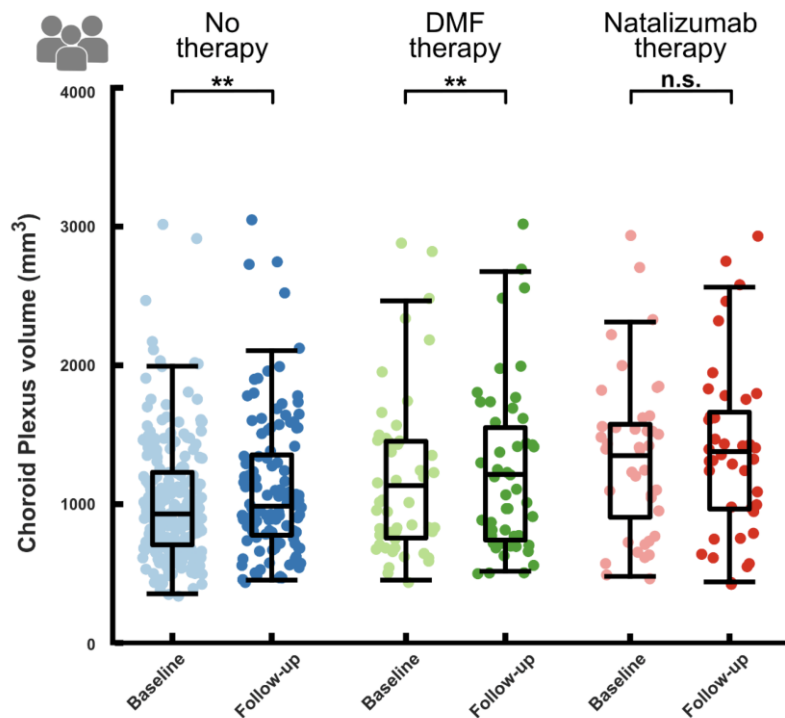 No
therapy
DMF
therapy
Natalizumab
therapy
**
**
n.s.
4000
3000
2000
1000
0
Choroid Plexus volume (mm³)
Baseline
Follow-up
Baseline
Follow-up
Baseline
Follow-up